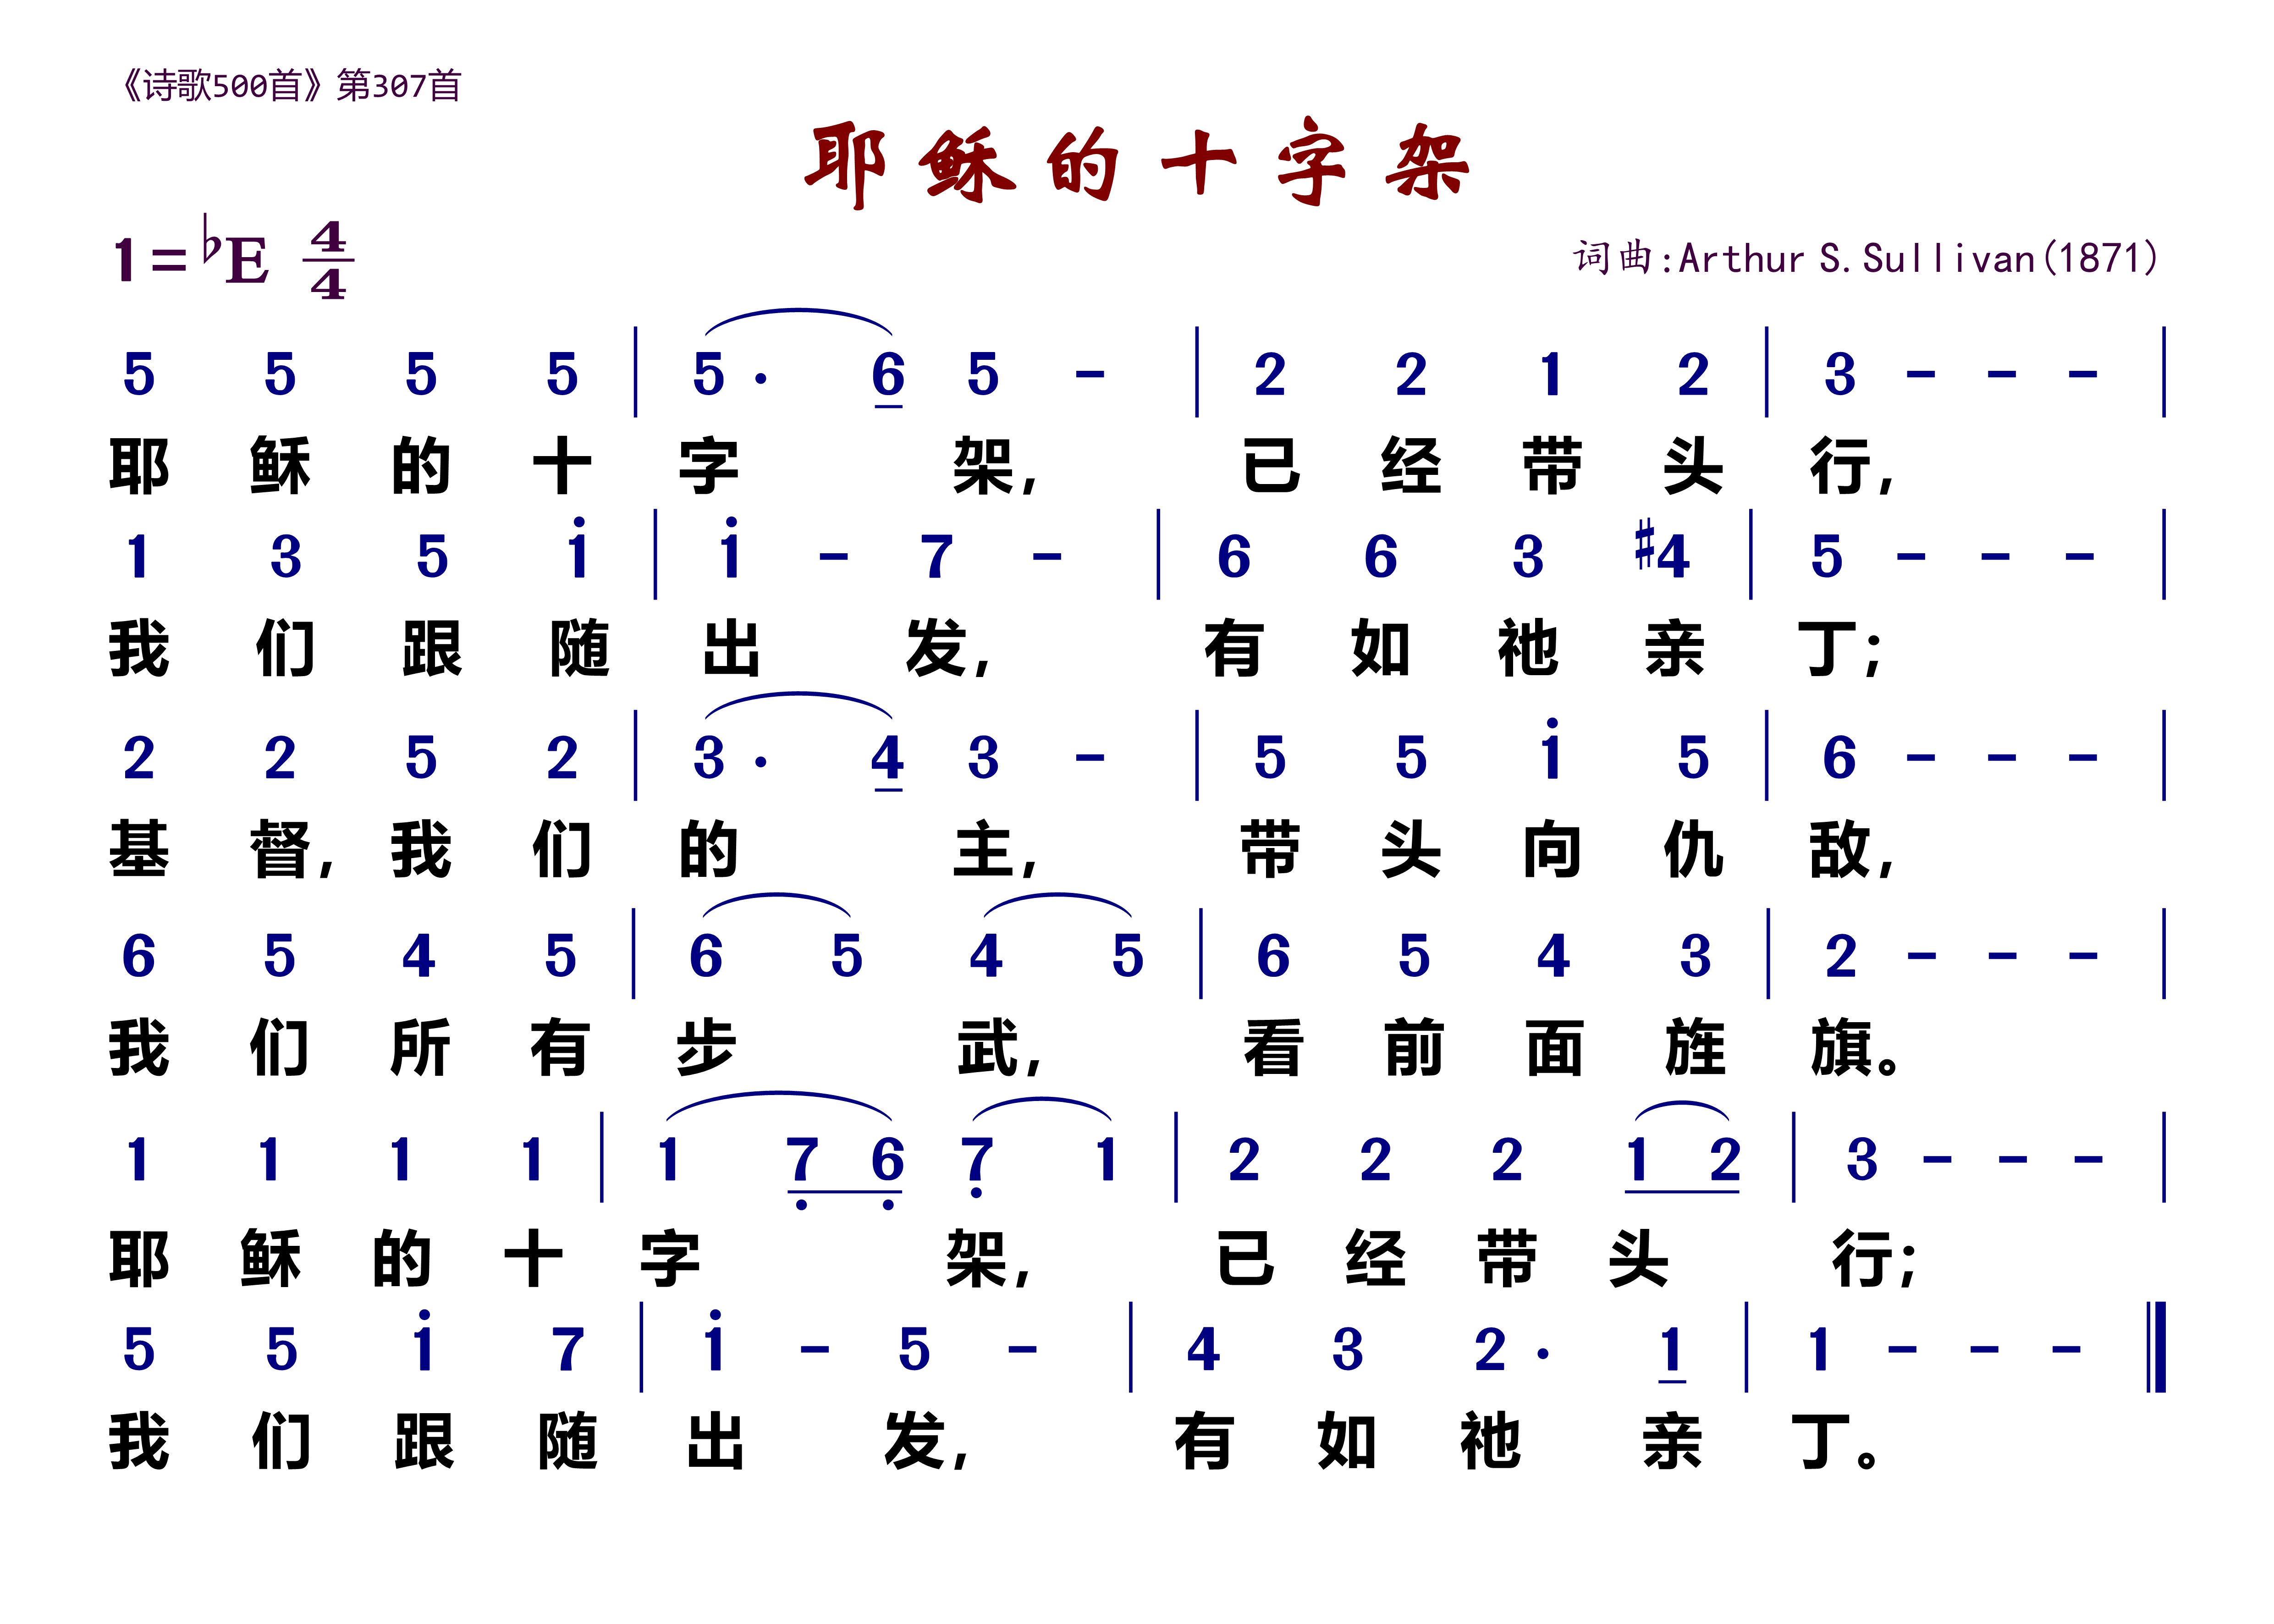 《诗歌500首》第307首
耶稣的十字架
1=♭E 4/4
词曲:Arthur S.Sullivan(1871)
5 5 5 5 | 5 · 6 5 - | 2 2 1 2 | 3 - - - |
耶稣的十字架, 已经带头行,
1 3 5 i | i - 7 - | 6 6 3 #4 | 5 - - - |
我们跟随出发, 有如祂亲丁;
2 2 5 2 | 3 · 4 3 - | 5 5 i 5 | 6 - - - |
基督,我们的主, 带头向仇敌,
6 5 4 5 | 6 5 4 5 | 6 5 4 3 | 2 - - - |
我们所有步武, 看前面旌旗。
1 1 1 1 | 1 7̣ 6̣ 7̣ 1 | 2 2 2 1 2 | 3 - - - |
耶稣的十字架, 已经带头行;
5 5 i 7 | i - 5 - | 4 3 2 · 1 | 1 - - - ‖
我们跟随出发, 有如祂亲丁。